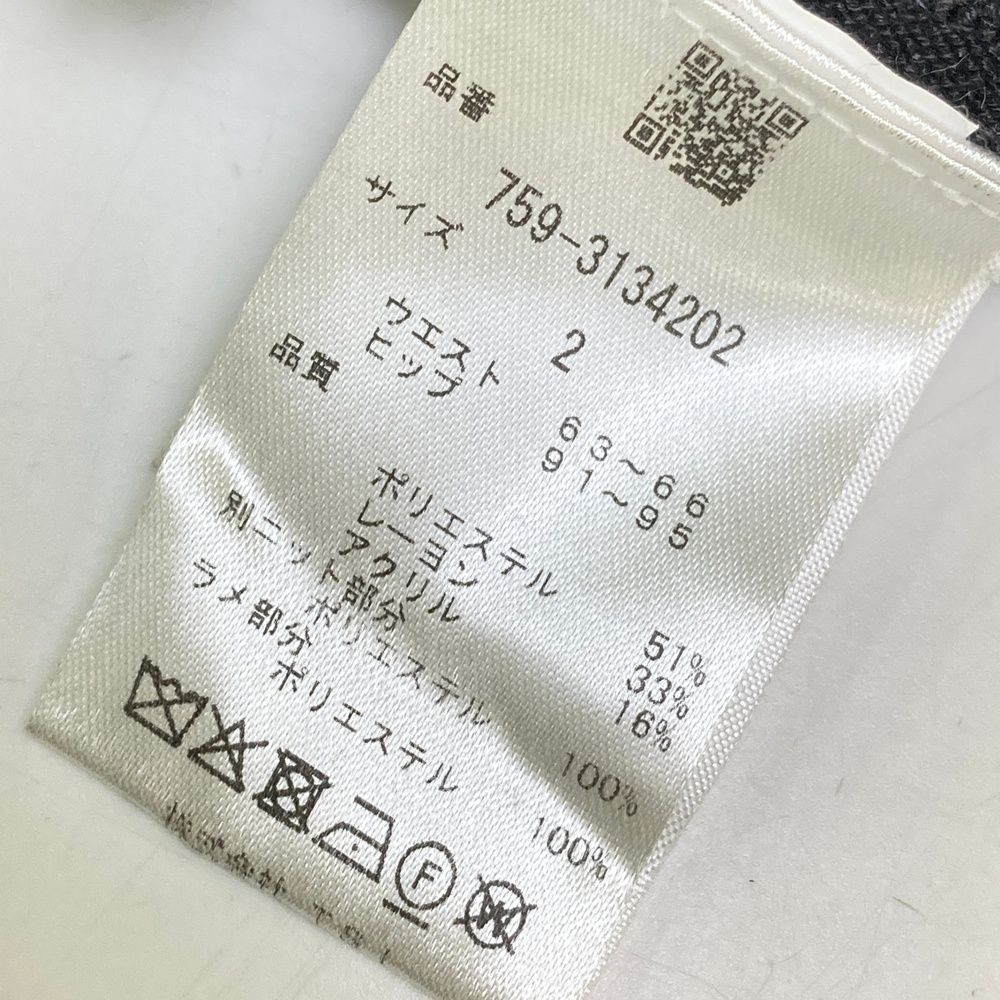 品番
759-3134202
サイズ
2
ウエスト 63～66
ヒップ 91～95
品質
ポリエステル 51%
レーヨン 33%
アクリル 16%
別ニット部分
ポリエステル 100%
ラメ部分
ポリエステル 100%
F
W